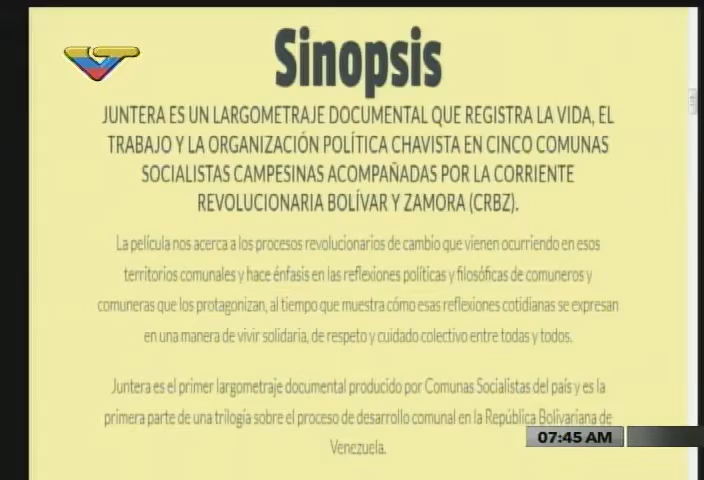 Sinopsis
JUNTERA ES UN LARGOMETRAJE DOCUMENTAL QUE REGISTRA LA VIDA, EL
TRABAJO Y LA ORGANIZACIÓN POLÍTICA CHAVISTA EN CINCO COMUNAS
SOCIALISTAS CAMPESINAS ACOMPAÑADAS POR LA CORRIENTE
REVOLUCIONARIA BOLÍVAR Y ZAMORA (CRBZ).
La película nos acerca a los procesos revolucionarios de cambio que vienen ocurriendo en esos
territorios comunales y hace énfasis en las reflexiones políticas y filosóficas de comuneros y
comuneras que los protagonizan, al tiempo que muestra cómo esas reflexiones cotidianas se expresan
en una manera de vivir solidaria, de respeto y cuidado colectivo entre todas y todos.
Juntera es el primer largometraje documental producido por Comunas Socialistas del país y es la
primera parte de una trilogía sobre el proceso de desarrollo comunal en la República Bolivariana de
Venezuela.
07:45 AM